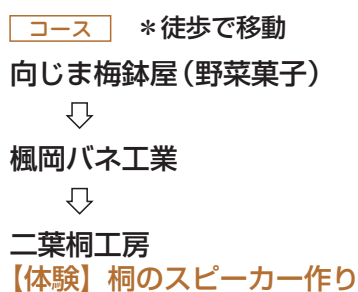 コース ＊徒歩で移動
向じま梅鉢屋（野菜菓子）
⇩
楓岡バネ工業
⇩
二葉桐工房
【体験】桐のスピーカー作り